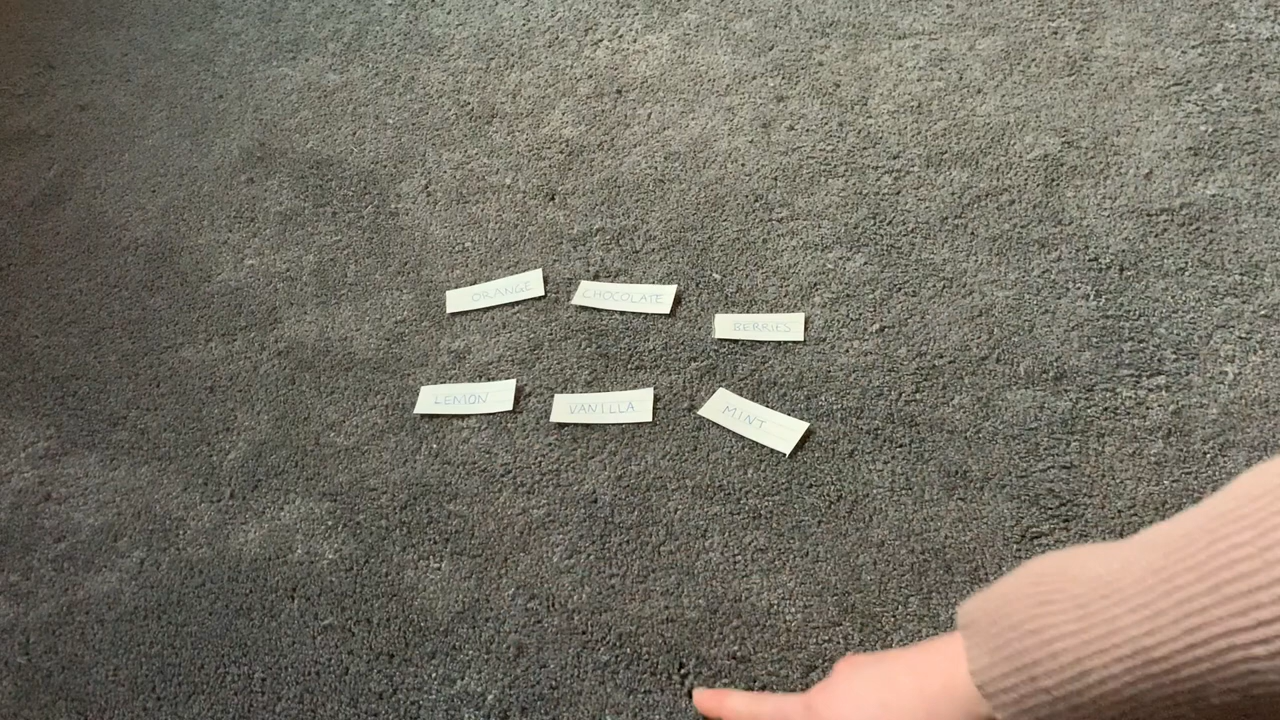 ORANGE
CHOCOLATE
BERRIES
LEMON
VANILLA
MINT